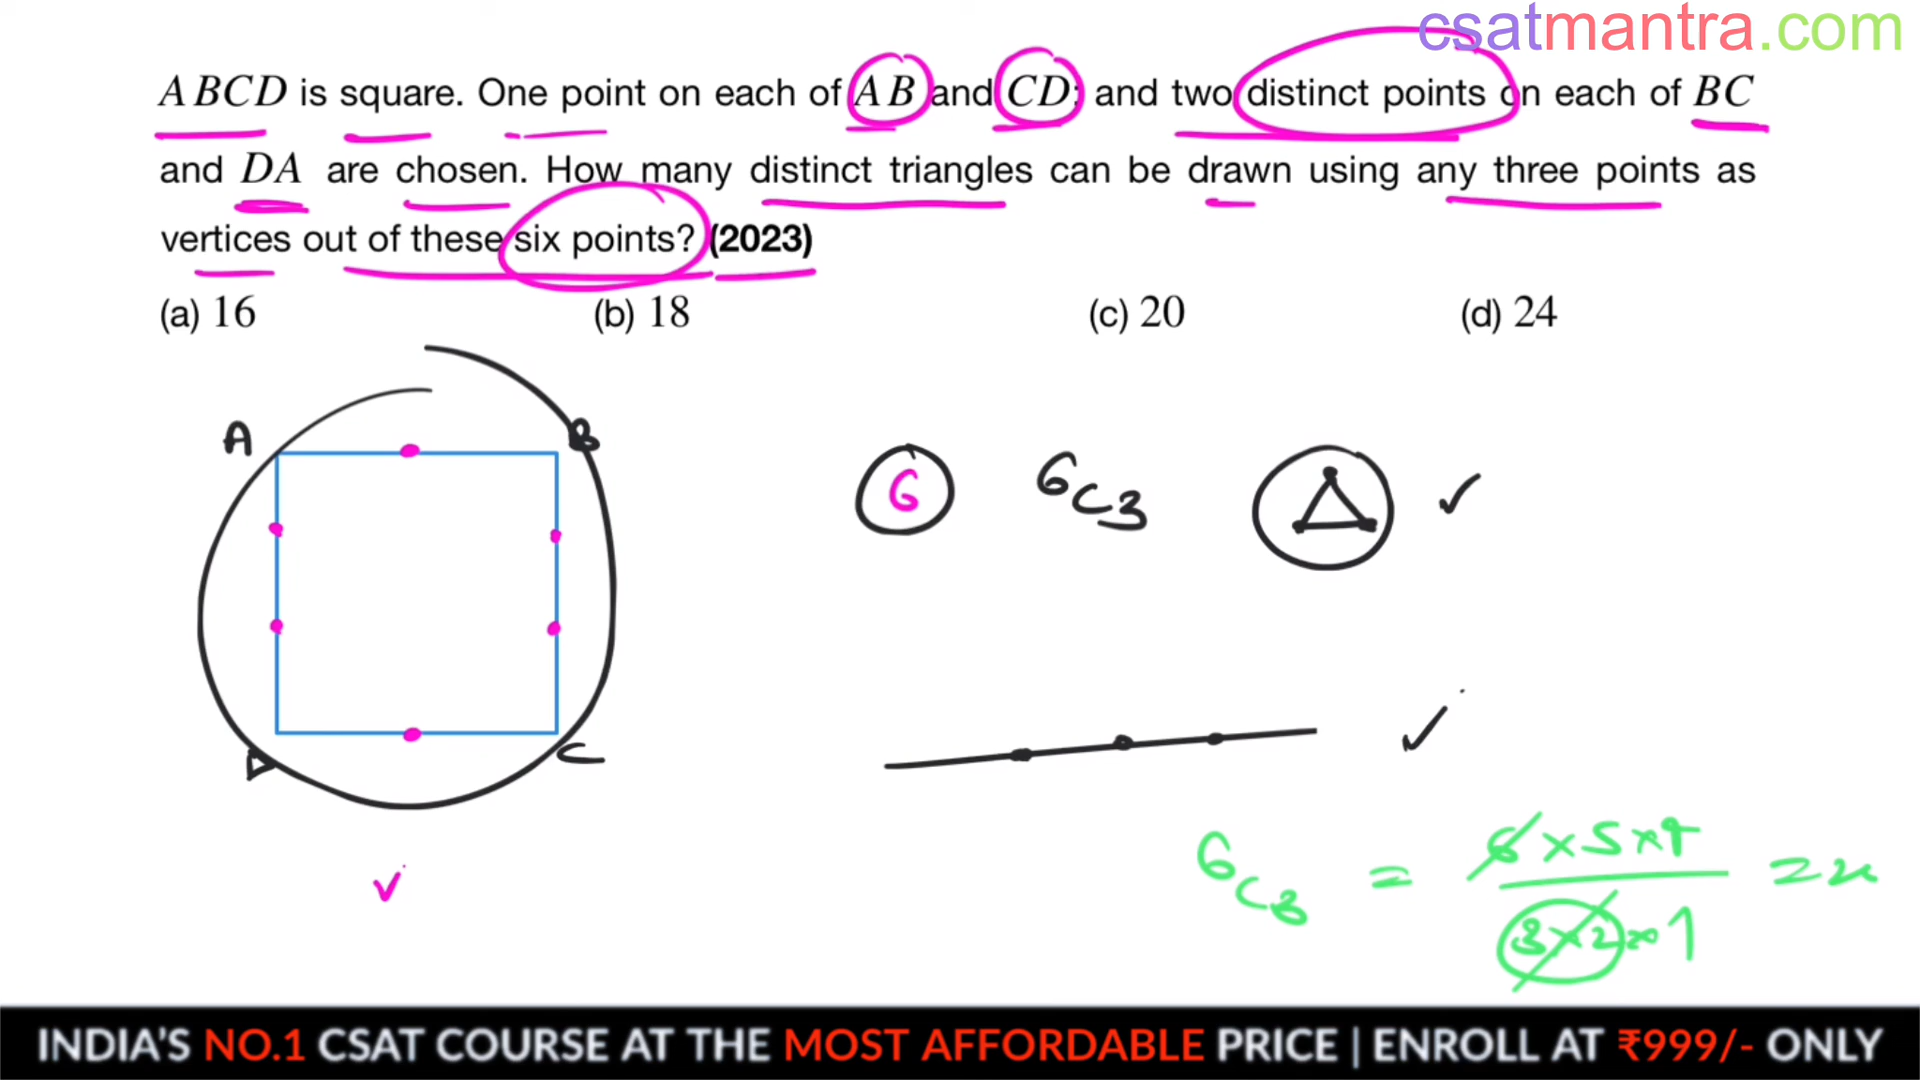 csatmantra.com
ABCD is square. One point on each of AB and CD; and two distinct points on each of BC
and DA are chosen. How many distinct triangles can be drawn using any three points as
vertices out of these six points? (2023)
(a) 16 (b) 18 (c) 20 (d) 24
A B
6 6C3
D C
6C3 = 6×5×4 =
3×2×1
INDIA'S NO.1 CSAT COURSE AT THE MOST AFFORDABLE PRICE | ENROLL AT ₹999/- ONLY